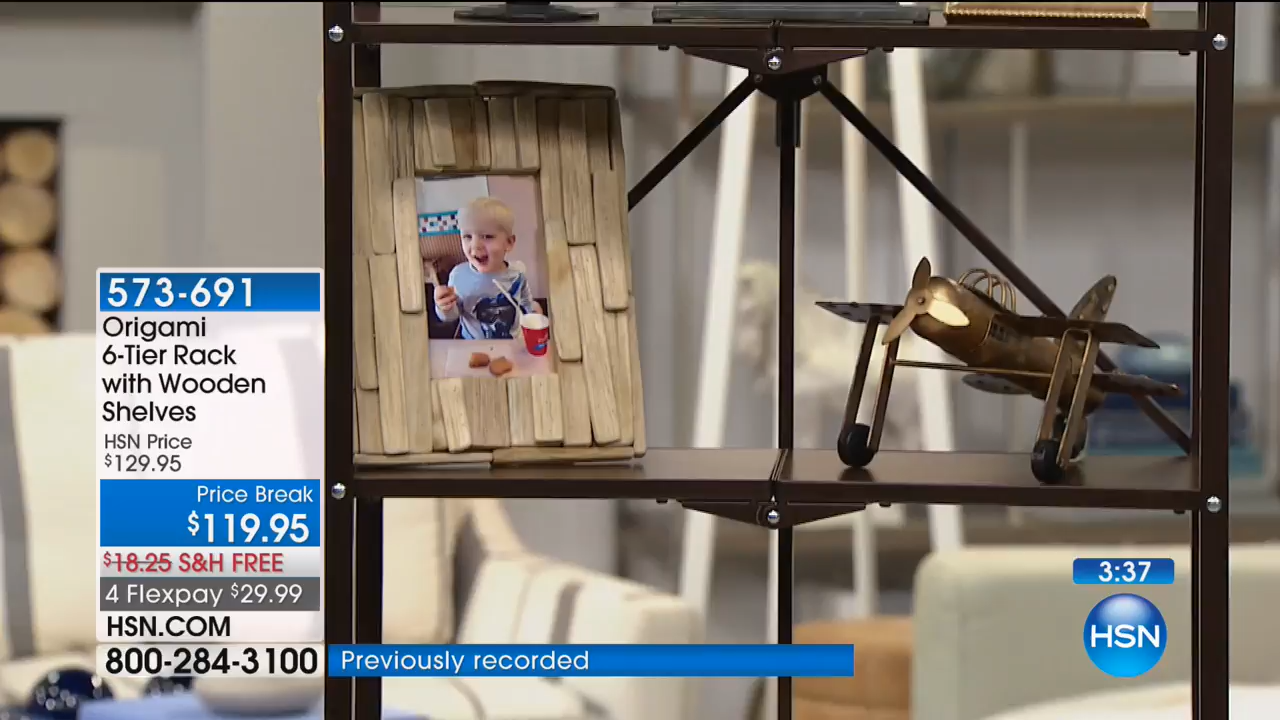 573-691
Origami
6-Tier Rack
with Wooden
Shelves
HSN Price
$129.95
Price Break
$119.95
$18.25 S&H FREE
4 Flexpay $29.99
HSN.COM
800-284-3100
Previously recorded
3:37
HSN